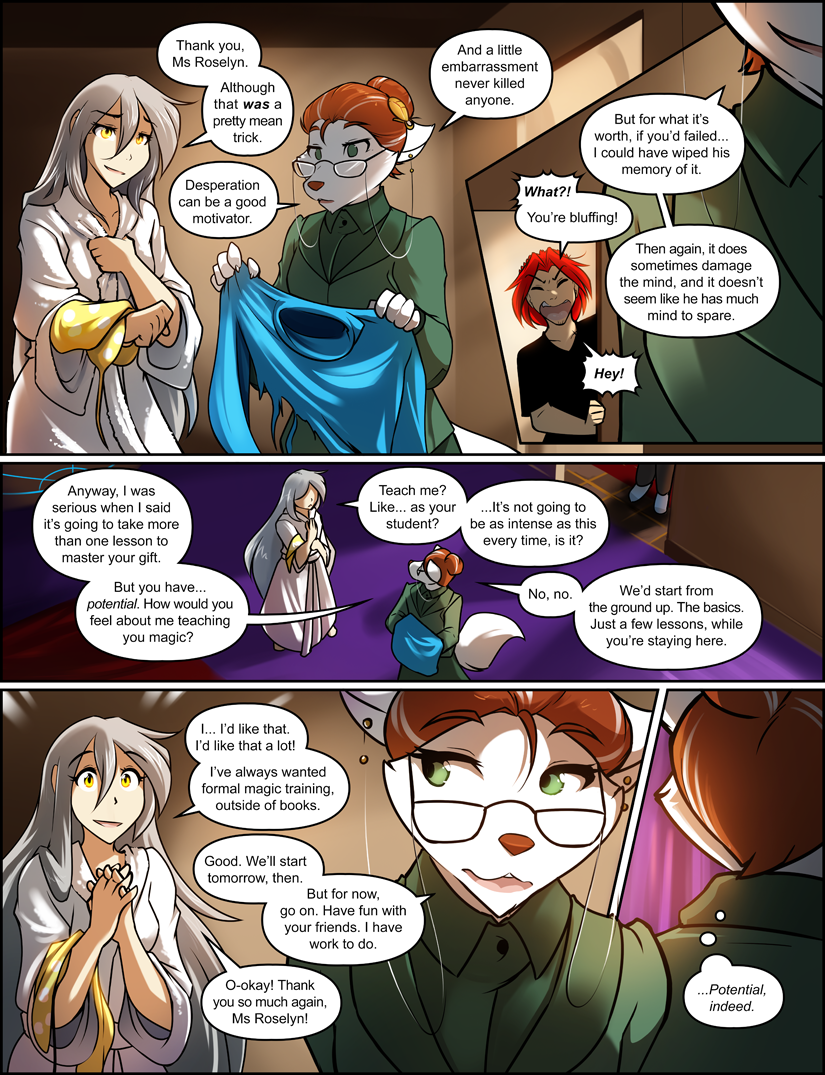 Thank you,
Ms Roselyn.
Although
that was a
pretty mean
trick.
Desperation
can be a good
motivator.
And a little
embarrassment
never killed
anyone.
But for what it's
worth, if you'd failed...
I could have wiped his
memory of it.
What?!
You're bluffing!
Then again, it does
sometimes damage
the mind, and it doesn't
seem like he has much
mind to spare.
Hey!
Anyway, I was
serious when I said
it's going to take more
than one lesson to
master your gift.
But you have...
potential. How would you
feel about me teaching
you magic?
Teach me?
Like... as your
student?
...It's not going to
be as intense as this
every time, is it?
No, no.
We'd start from
the ground up. The basics.
Just a few lessons, while
you're staying here.
I... I'd like that.
I'd like that a lot!
I've always wanted
formal magic training,
outside of books.
Good. We'll start
tomorrow, then.
But for now,
go on. Have fun with
your friends. I have
work to do.
O-okay! Thank
you so much again,
Ms Roselyn!
...Potential,
indeed.